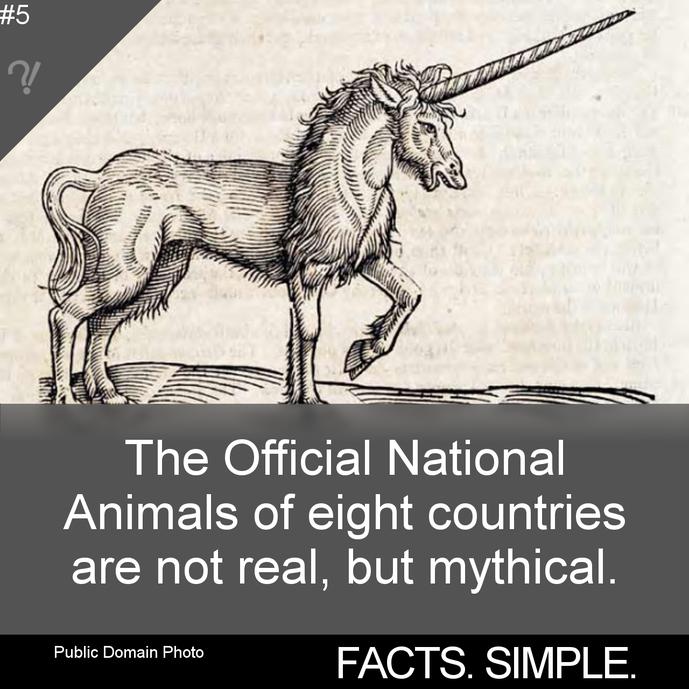 #5
?!
The Official National
Animals of eight countries
are not real, but mythical.
Public Domain Photo
FACTS. SIMPLE.